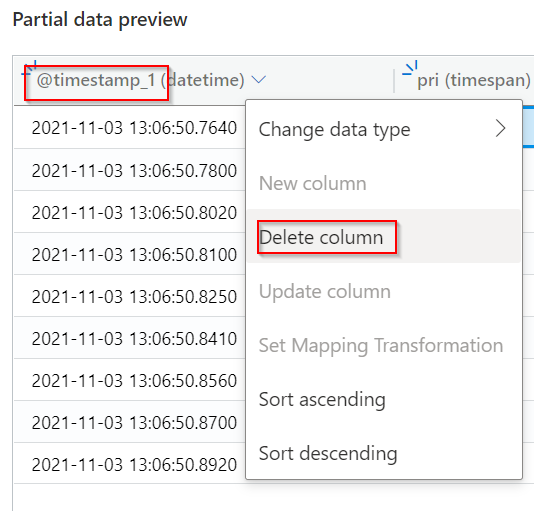 Partial data preview
@timestamp_1 (datetime) pri (timespan)
2021-11-03 13:06:50.7640
2021-11-03 13:06:50.7800
2021-11-03 13:06:50.8020
2021-11-03 13:06:50.8100
2021-11-03 13:06:50.8250
2021-11-03 13:06:50.8410
2021-11-03 13:06:50.8560
2021-11-03 13:06:50.8700
2021-11-03 13:06:50.8920
Change data type
New column
Delete column
Update column
Set Mapping Transformation
Sort ascending
Sort descending